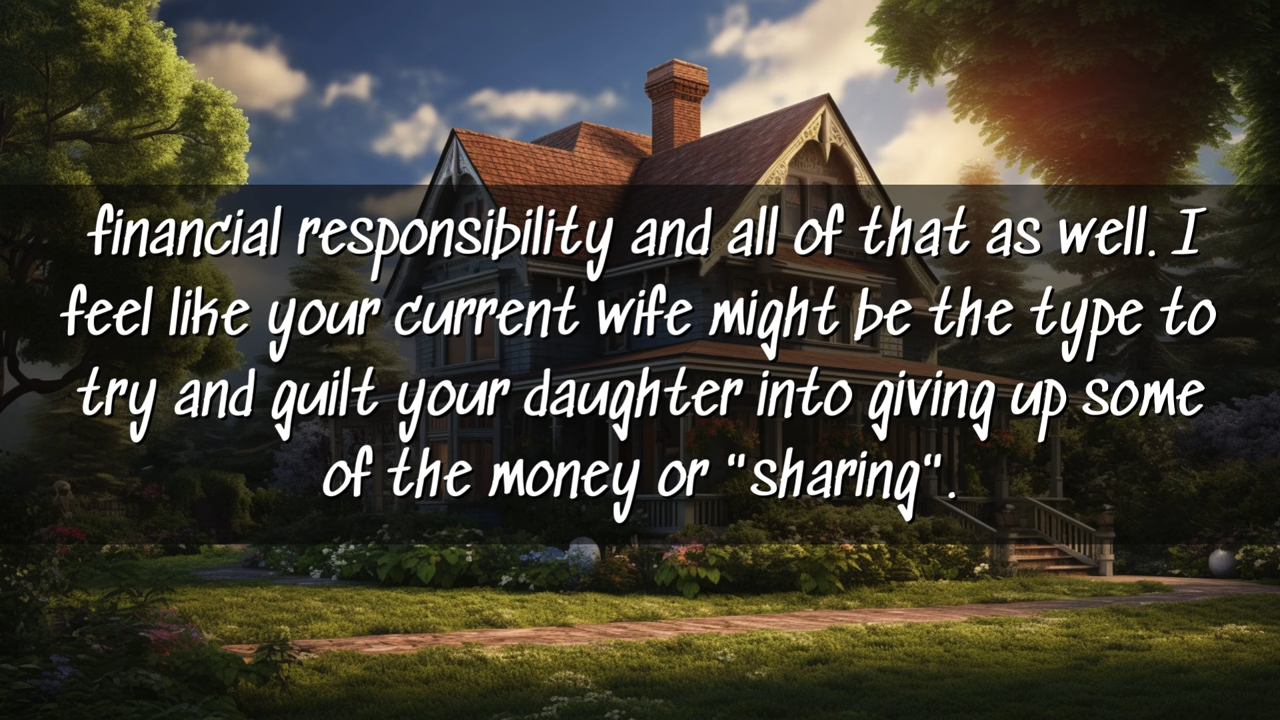 financial responsibility and all of that as well. I
feel like your current wife might be the type to
try and guilt your daughter into giving up some
of the money or "sharing".